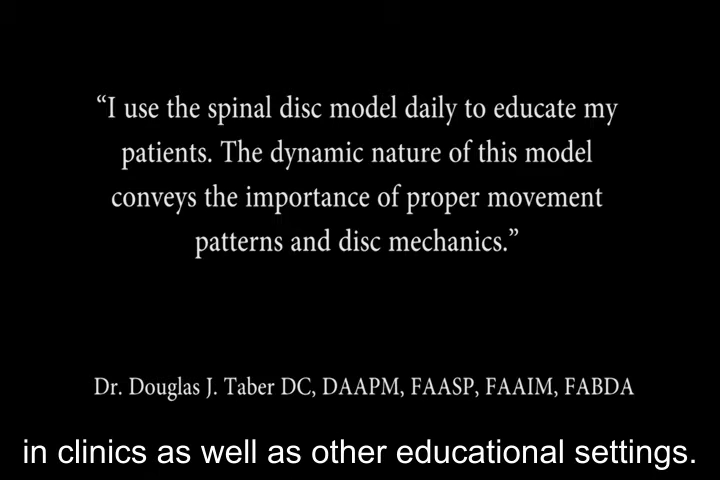 “I use the spinal disc model daily to educate my
patients. The dynamic nature of this model
conveys the importance of proper movement
patterns and disc mechanics.”
Dr. Douglas J. Taber DC, DAAPM, FAASP, FAAIM, FABDA
in clinics as well as other educational settings.